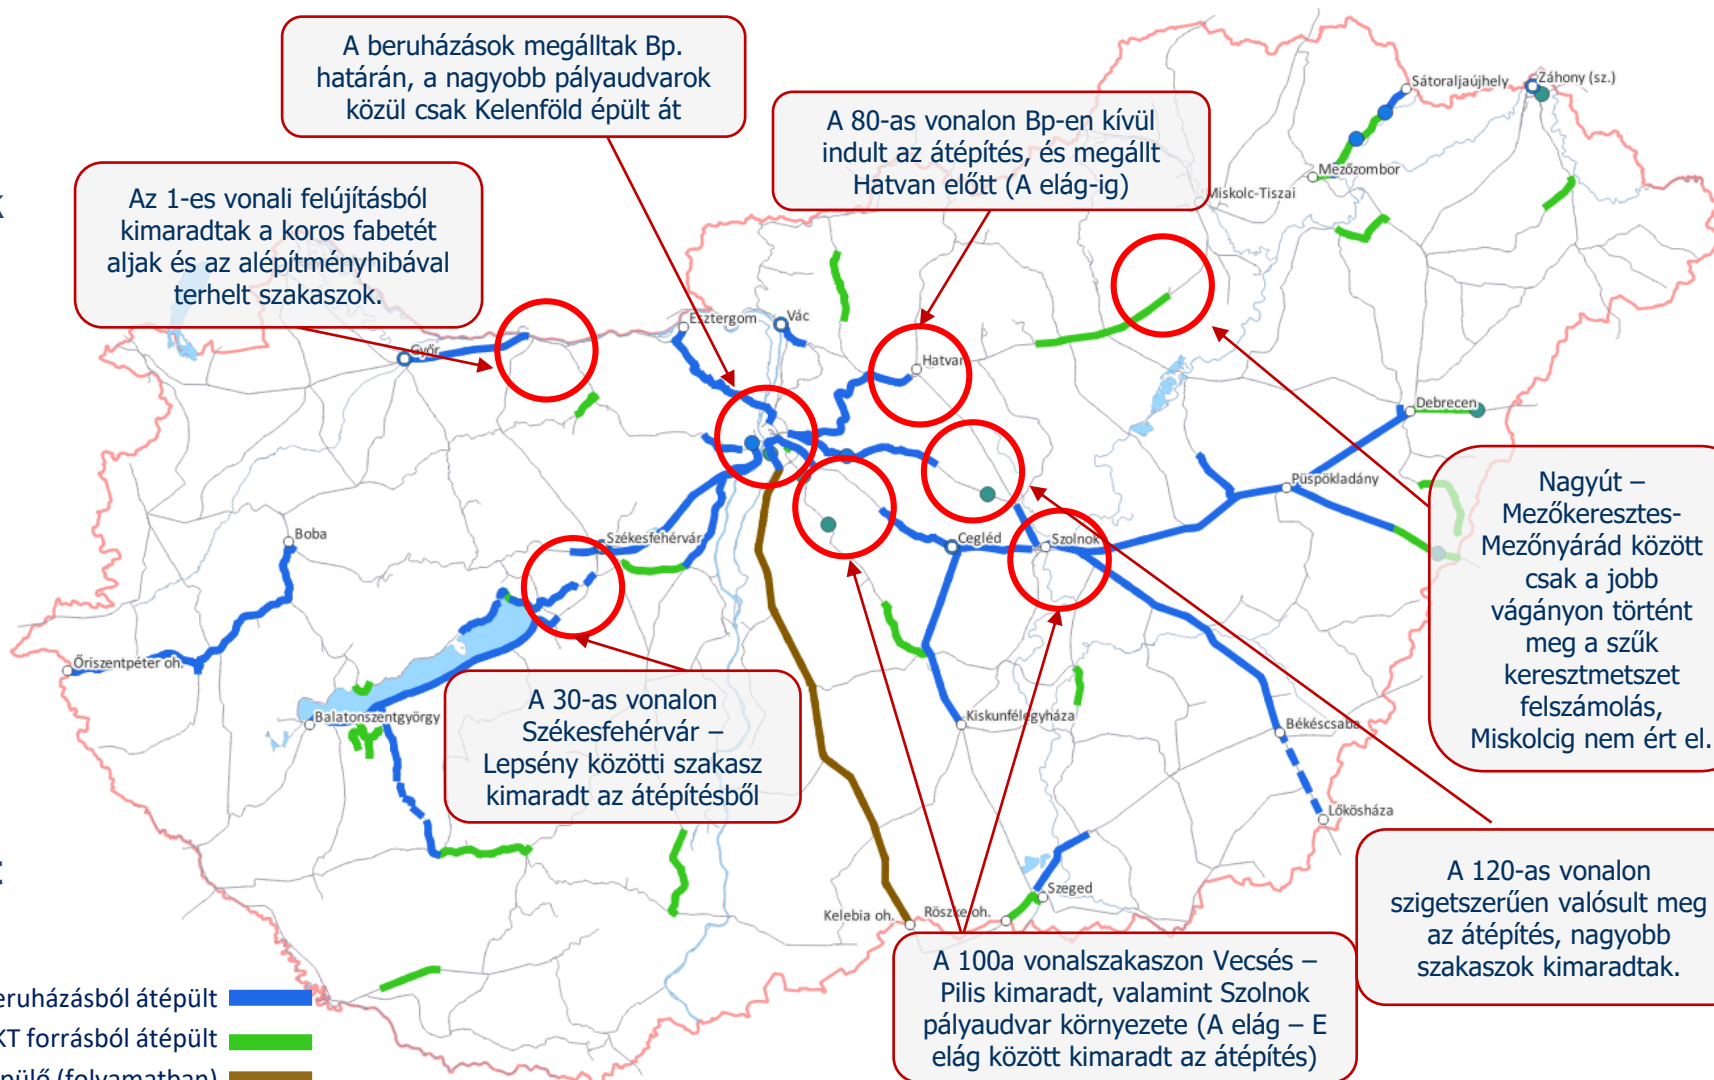 A beruházások megálltak Bp.
határán, a nagyobb pályaudvarok
közül csak Kelenföld épült át
A 80-as vonalon Bp-en kívül
indult az átépítés, és megállt
Hatvan előtt (A elág-ig)
Az 1-es vonali felújításból
kimaradtak a koros fabetét
aljak és az alépítményhibával
terhelt szakaszok.
Sátoraljaújhely
Záhony (sz.)
Mezőzombor
Miskolc-Tiszai
Esztergom
Vác
Győr
Hatvan
Debrecen
Püspökladány
Nagyút –
Mezőkeresztes-
Mezőnyárád között
csak a jobb
vágányon történt
meg a szűk
keresztmetszet
felszámolás,
Miskolcig nem ért el.
Boba
Székesfehérvár
Cegléd
Szolnok
Őriszentpéter oh.
Balatonszentgyörgy
A 30-as vonalon
Székesfehérvár –
Lepsény közötti szakasz
kimaradt az átépítésből
Kiskunfélegyháza
Békéscsaba
Lőkösháza
A 120-as vonalon
szigetszerűen valósult meg
az átépítés, nagyobb
szakaszok kimaradtak.
Szeged
Kelebia oh.
Röszke oh.
A 100a vonalszakaszon Vecsés –
Pilis kimaradt, valamint Szolnok
pályaudvar környezete (A elág – E
elág között kimaradt az átépítés)
eruházásból átépült
KT forrásból átépült
(folyamatban)